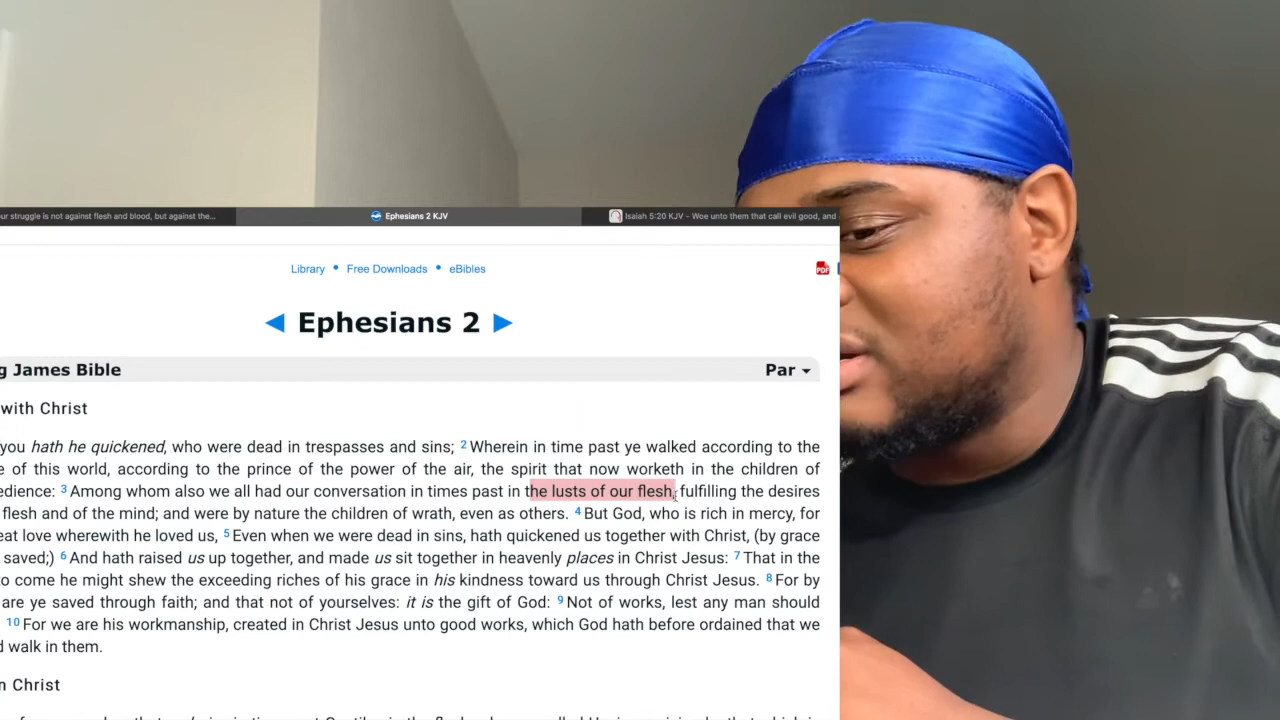 our struggle is not against flesh and blood, but against the...
Ephesians 2 KJV
Isaiah 5:20 KJV - Woe unto them that call evil good, and
Library • Free Downloads • eBibles
PDF
◄ Ephesians 2 ►
g James Bible
Par
with Christ
you hath he quickened, who were dead in trespasses and sins; 2 Wherein in time past ye walked according to the
e of this world, according to the prince of the power of the air, the spirit that now worketh in the children of
edience: 3 Among whom also we all had our conversation in times past in the lusts of our flesh, fulfilling the desires
flesh and of the mind; and were by nature the children of wrath, even as others. 4 But God, who is rich in mercy, for
eat love wherewith he loved us, 5 Even when we were dead in sins, hath quickened us together with Christ, (by grace
saved;) 6 And hath raised us up together, and made us sit together in heavenly places in Christ Jesus: 7 That in the
o come he might shew the exceeding riches of his grace in his kindness toward us through Christ Jesus. 8 For by
are ye saved through faith; and that not of yourselves: it is the gift of God: 9 Not of works, lest any man should
10 For we are his workmanship, created in Christ Jesus unto good works, which God hath before ordained that we
d walk in them.
n Christ